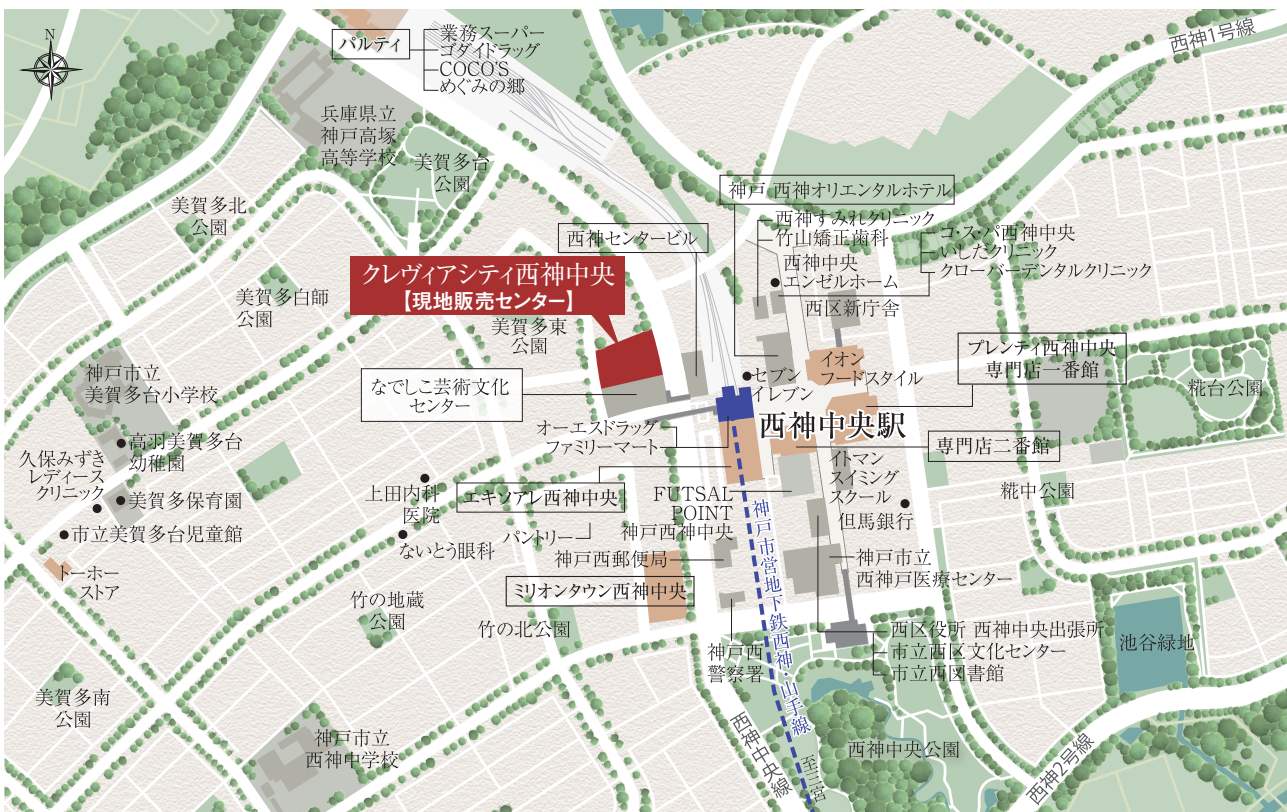 N
パルティ
業務スーパー
ゴダイドラッグ
COCO'S
めぐみの郷
西神1号線
兵庫県立
神戸高塚
高等学校
美賀多台
公園
美賀多北
公園
神戸 西神オリエンタルホテル
西神すみれクリニック
竹山矯正歯科
西神センタービル
コ・ス・パ西神中央
いしだクリニック
クローバーデンタルクリニック
西神中央
エンゼルホーム
西区新庁舎
クレヴィアシティ西神中央
【現地販売センター】
美賀多台師
公園
美賀多東
公園
プレンティ西神中央
専門店一番館
イオン
フードスタイル
セブン
イレブン
神戸市立
美賀多台小学校
なでしこ芸術文化
センター
糀台公園
西神中央駅
オーエスドラッグ
ファミリーマート
専門店二番館
高羽美賀多台
幼稚園
久保みずき
レディース
クリニック
美賀多保育園
上田内科
医院
エキソアレ西神中央
FUTSAL
POINT
神戸西神中央
イトマン
スイミング
スクール
糀中公園
但馬銀行
市立美賀多台児童館
ないとう眼科
パントリー
神戸西郵便局
神戸市営地下鉄西神・山手線
神戸市立
西神戸医療センター
トーホー
ストア
ミリオンタウン西神中央
竹の地蔵
公園
竹の北公園
神戸西
警察署
西区役所 西神中央出張所
市立西区文化センター
市立西図書館
池谷緑地
美賀多南
公園
神戸市立
西神中学校
西神中央線
至三宮
西神中央公園
西神2号線